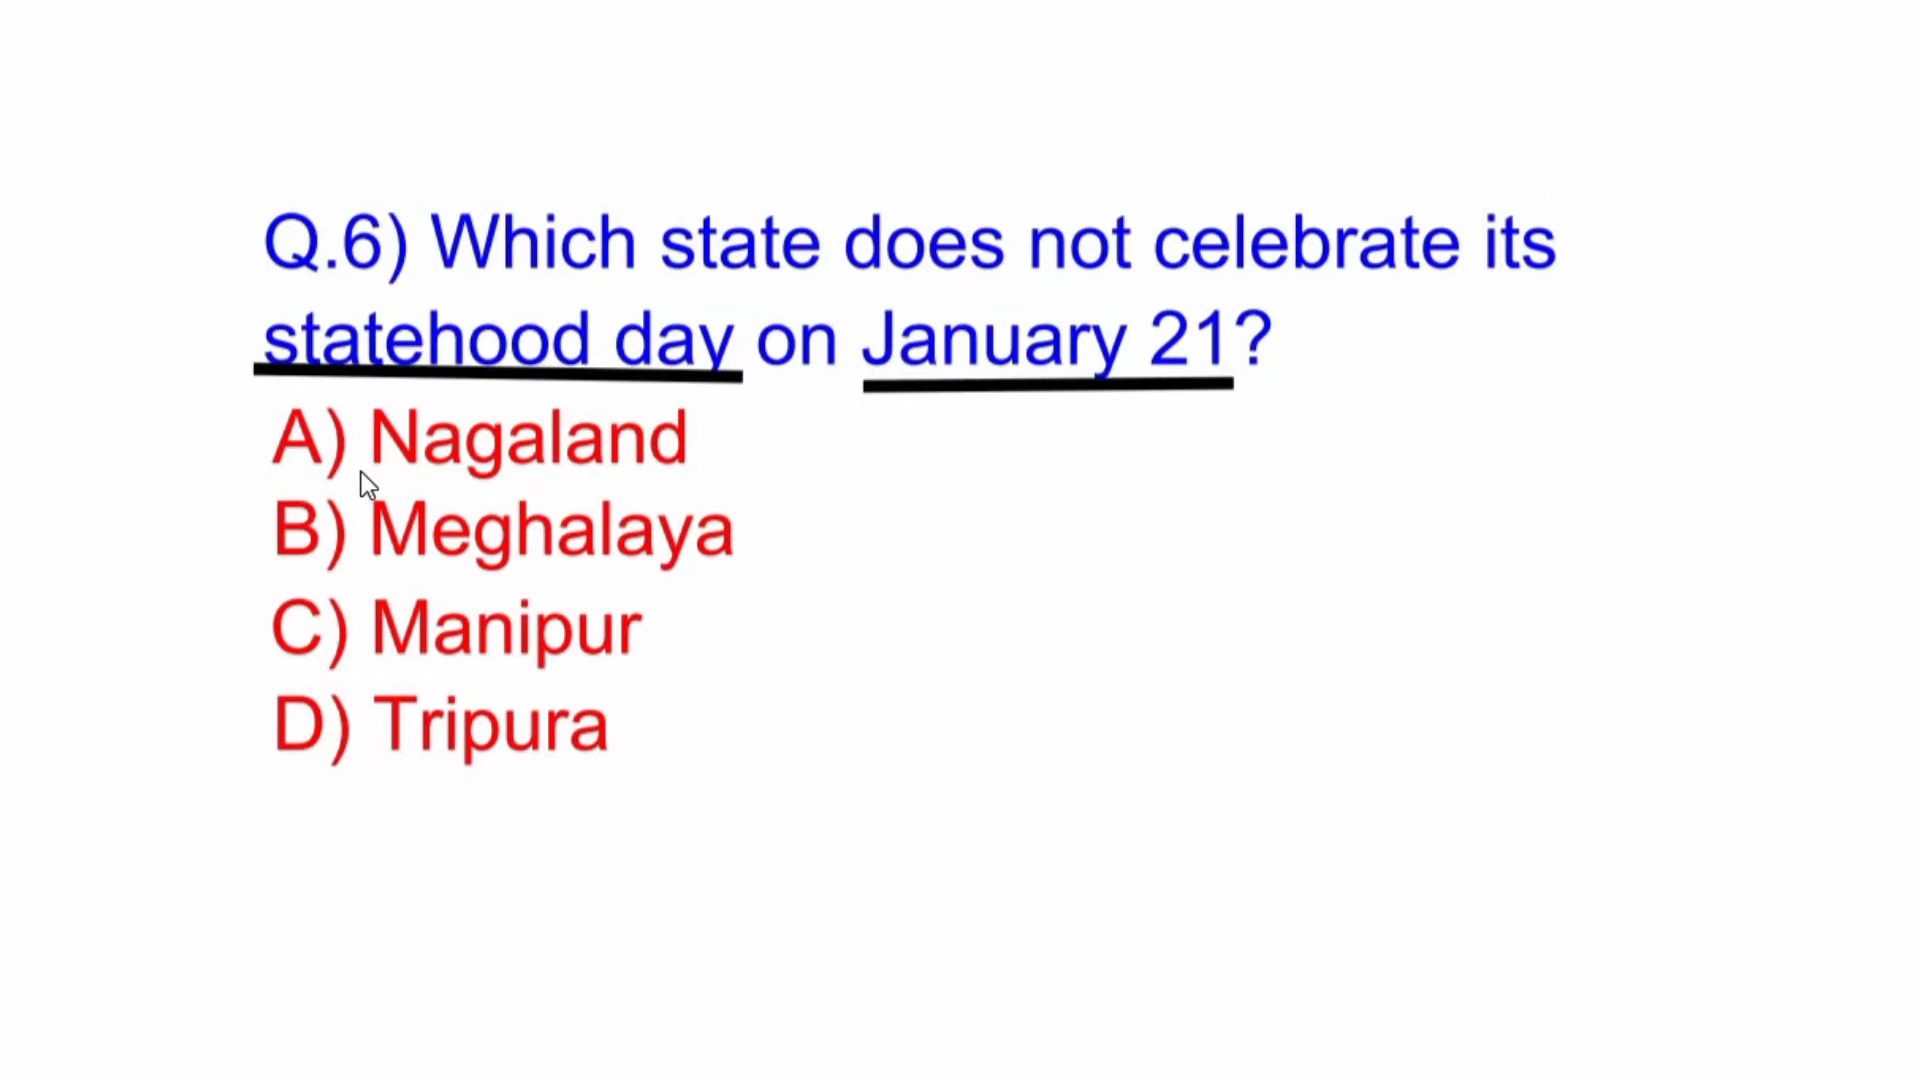 Q.6) Which state does not celebrate its
statehood day on January 21?
A) Nagaland
B) Meghalaya
C) Manipur
D) Tripura